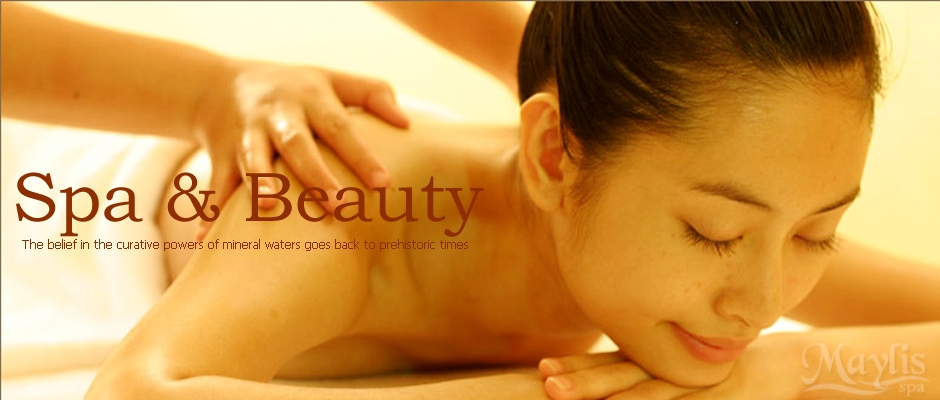 Spa & Beauty
The belief in the curative powers of mineral waters goes back to prehistoric times
Maylis
spa